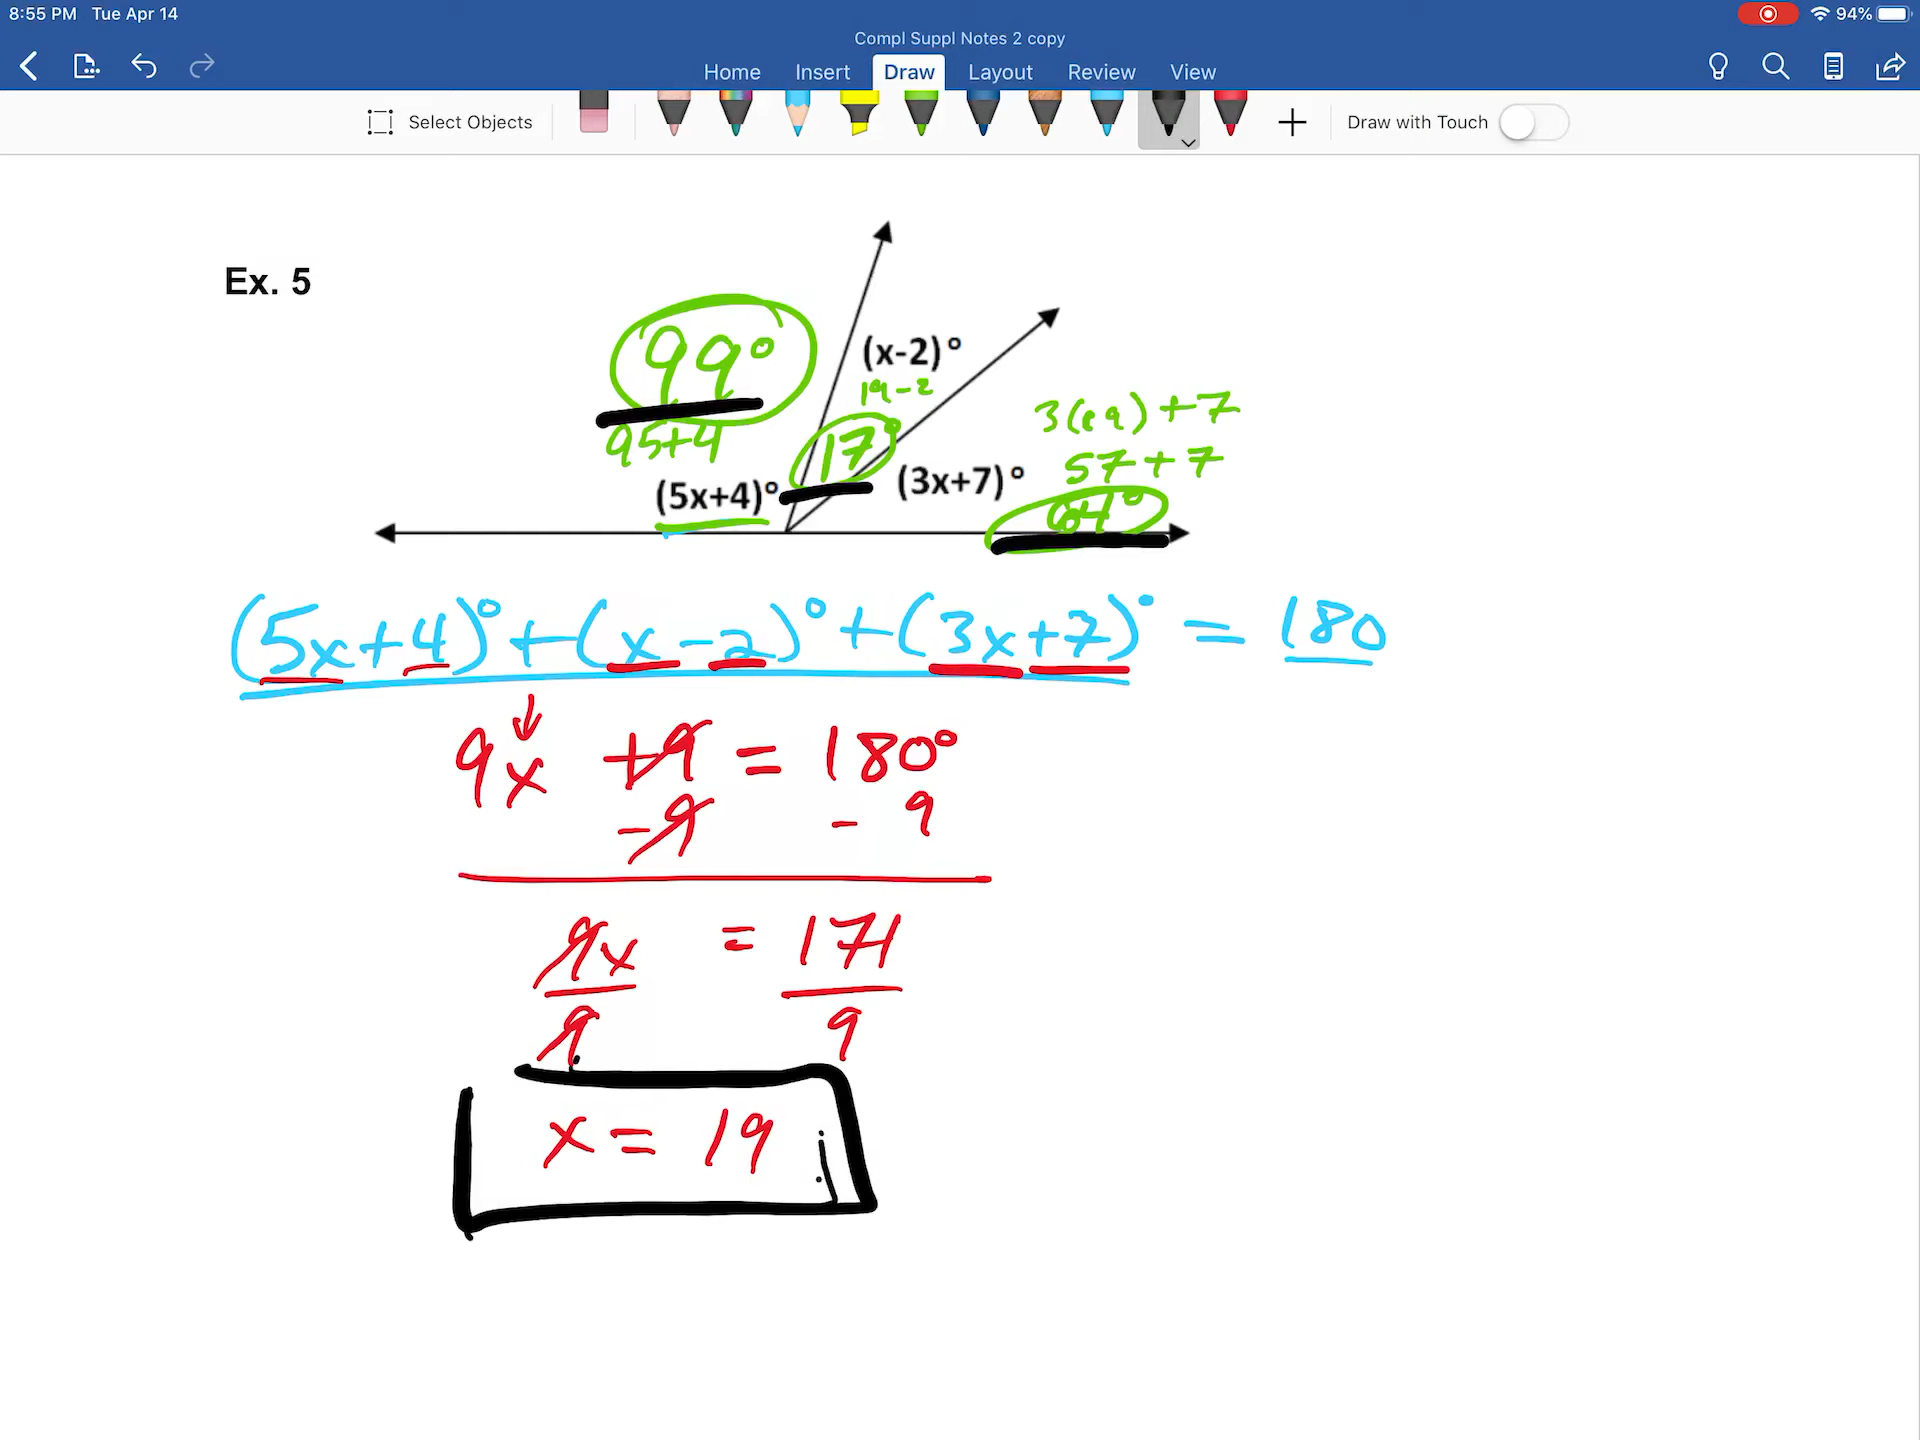 8:55 PM Tue Apr 14
94%
Compl Suppl Notes 2 copy
Home Insert Draw Layout Review View
Select Objects
Draw with Touch
Ex. 5
99°
95+4
(5x+4)°
(x-2)°
19-2
17°
(3x+7)°
3(19)+7
57+7
64°
(5x+4)°+(x-2)°+(3x+7)° = 180
9x +9 = 180°
-9 - 9
9x = 171
9 9
x = 19